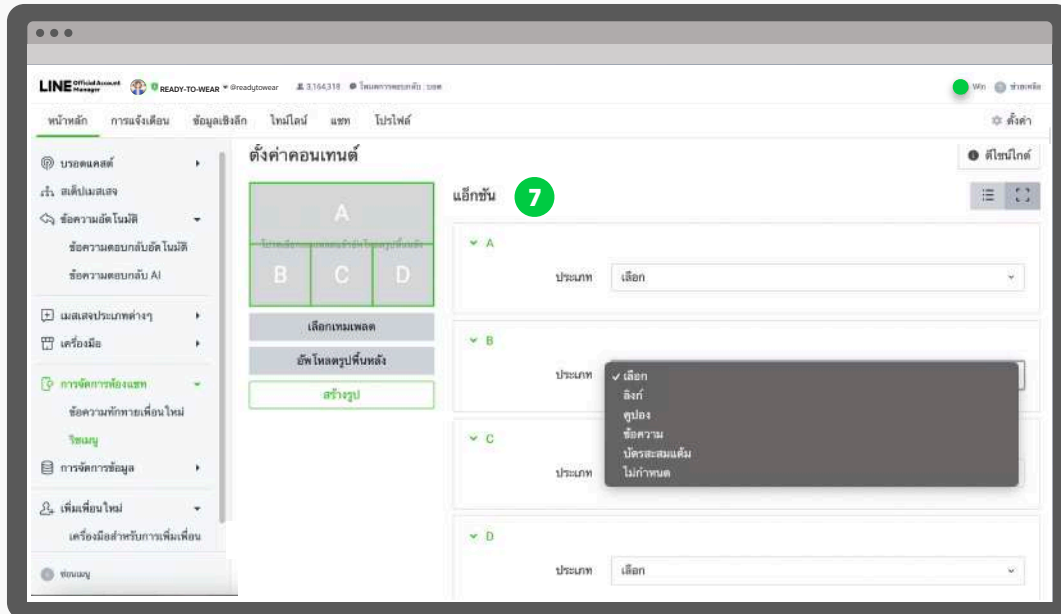 LINE Official Account Manager READY-TO-WEAR @readytowear 3,164,318 Win
หน้าหลัก การแจ้งเตือน ข้อมูลเชิงลึก ไทม์ไลน์ แชท โปรไฟล์ ตั้งค่า
บรอดแคสต์
สเต็ปเมสเสจ
ข้อความอัตโนมัติ
ข้อความตอบกลับอัตโนมัติ
ข้อความตอบกลับ AI
เมสเสจประเภทต่างๆ
เครื่องมือ
การจัดการห้องแชท
ข้อความทักทายเพื่อนใหม่
ริชเมนู
การจัดการข้อมูล
เพิ่มเพื่อนใหม่
เครื่องมือสำหรับการเพิ่มเพื่อน
ซ่อนเมนู
ตั้งค่าคอนเทนต์
ดีไซน์ไกด์
A
B C D
เลือกเทมเพลต
อัพโหลดรูปพื้นหลัง
สร้างรูป
แอ็กชัน 7
A
ประเภท เลือก
B
ประเภท เลือก
ลิงก์
คูปอง
ข้อความ
บัตรสะสมแต้ม
ไม่กำหนด
C
ประเภท
D
ประเภท เลือก